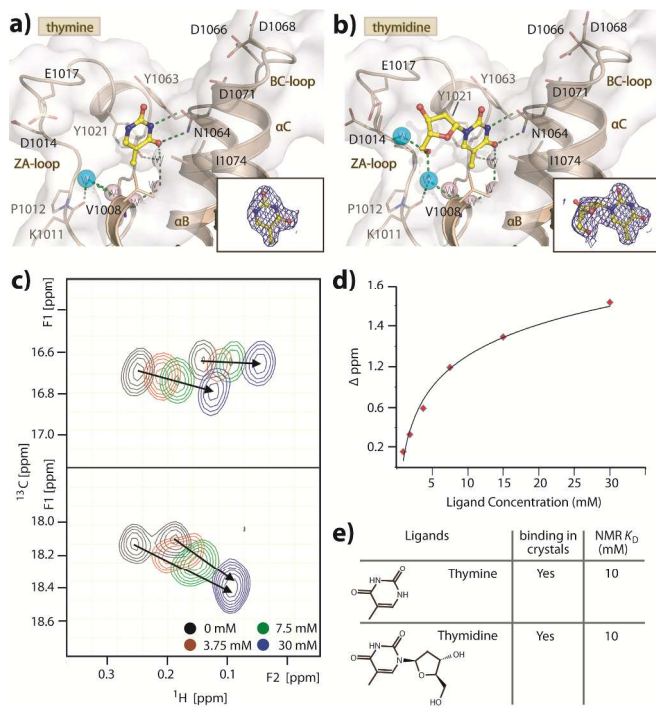 a)
thymine
D1066
D1068
E1017
Y1063
D1071
BC-loop
Y1021
N1064
αC
D1014
ZA-loop
I1074
P1012
V1008
αB
K1011
b)
thymidine
D1066
D1068
E1017
Y1063
Y1021
D1071
BC-loop
D1014
N1064
αC
ZA-loop
I1074
P1012
V1008
αB
K1011
c)
F1 [ppm]
16.6
16.8
17.0
13C [ppm]
F1 [ppm]
18.0
18.2
18.4
18.6
0 mM
7.5 mM
3.75 mM
30 mM
0.3
0.2
0.1
F2 [ppm]
1H [ppm]
d)
1.6
1.4
1.2
0.6
0.2
Δ ppm
5
10
15
20
25
30
Ligand Concentration (mM)
e)
Ligands
binding in crystals
NMR KD (mM)
Thymine
Yes
10
O
NH
O
NH
Thymidine
Yes
10
O
NH
O
N
OH
O
HO